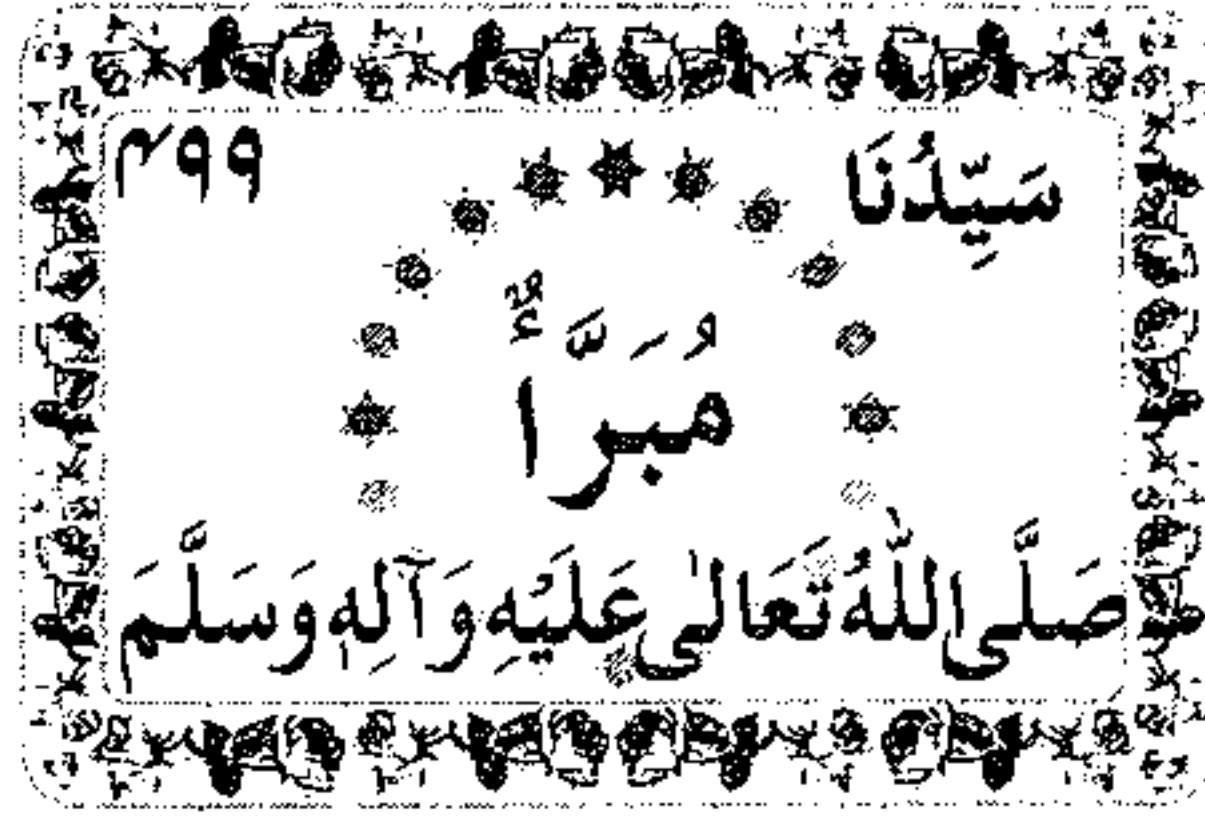 سَيِّدُنَا ۴۹۹
مُبَرَّأٌ
صَلَّى اللّٰهُ تَعَالٰى عَلَيْهِ وَآلِهٖ وَسَلَّمَ